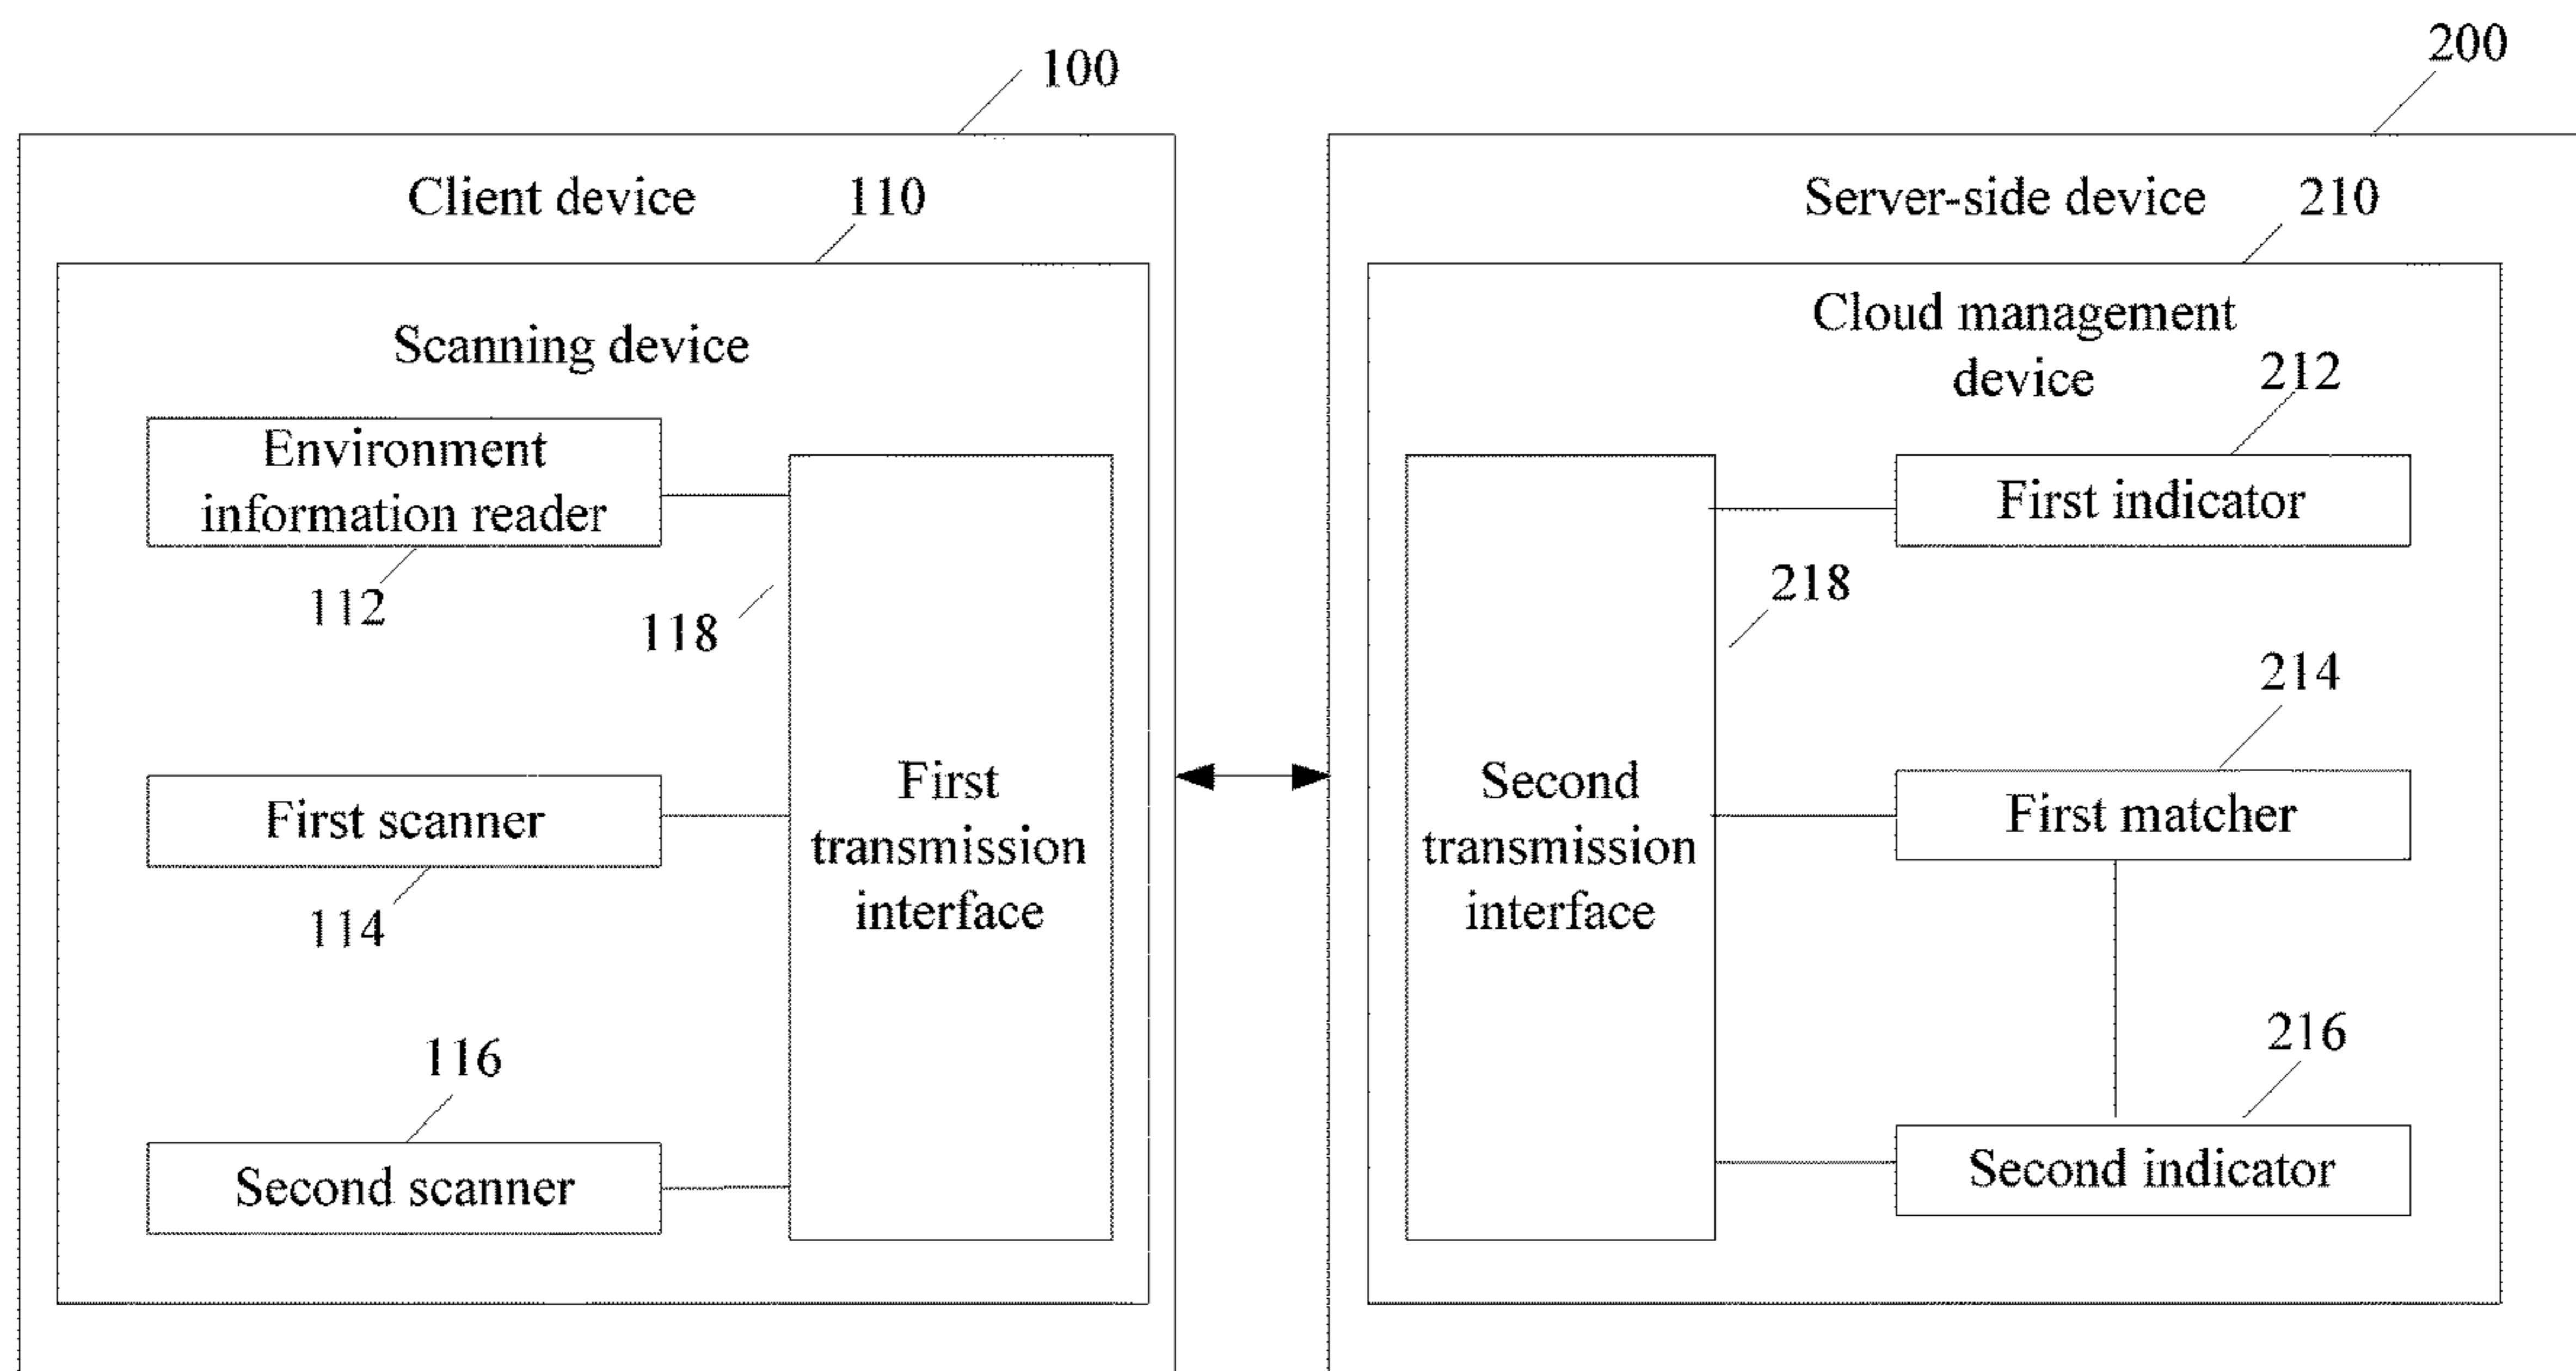 100
200
Client device
110
Server-side device
210
Scanning device
Cloud management
device
212
Environment
information reader
112
118
First
transmission
interface
First scanner
114
116
Second scanner
Second
transmission
interface
218
First indicator
214
First matcher
216
Second indicator